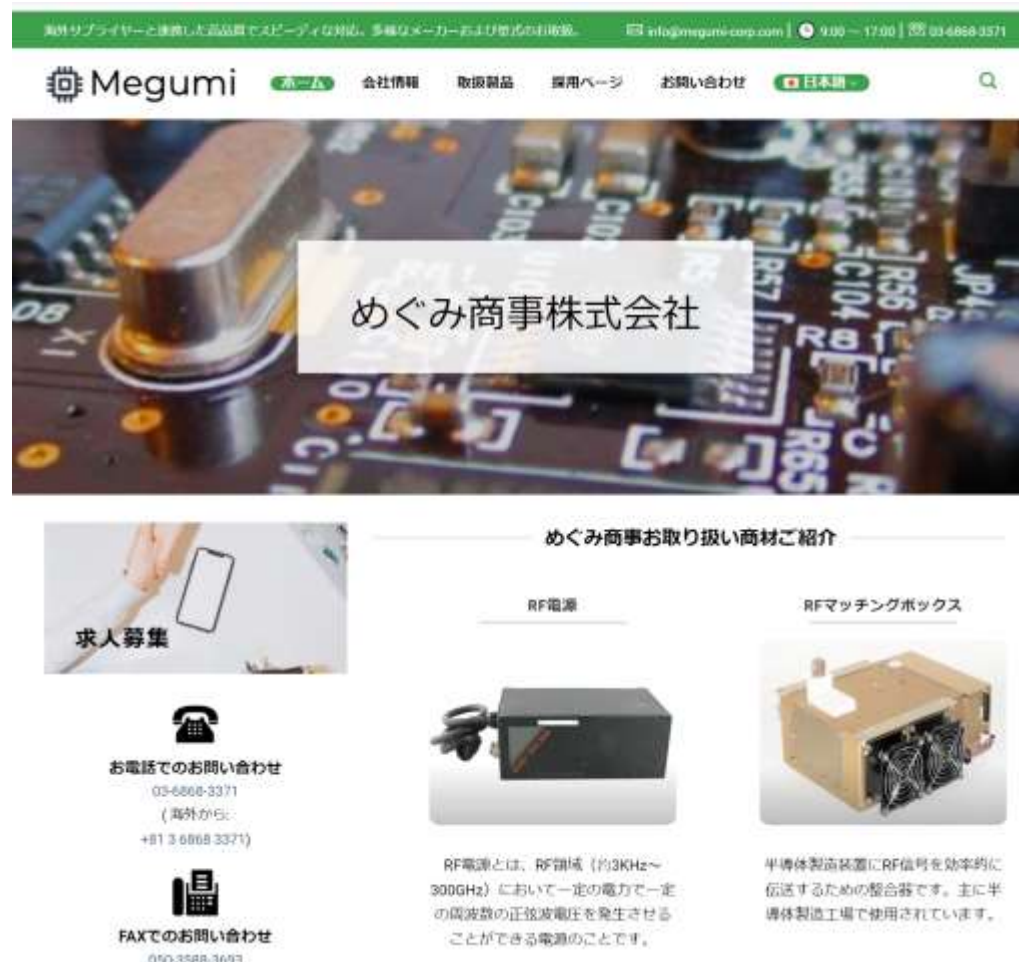 海外サプライヤーと連携した高品質でスピーディな対応。多様なメーカーおよび型式のお取扱。
info@megumi-corp.com | 9:00 ~ 17:00 | 03-6868-3371
Megumi
ホーム 会社情報 取扱製品 採用ページ お問い合わせ 日本語
C103
C102
R57
C104
R56
R81
R65
めぐみ商事株式会社
求人募集
お電話でのお問い合わせ
03-6868-3371
(海外から:
+81 3 6868 3371)
FAXでのお問い合わせ
050-3588-3693
めぐみ商事お取り扱い商材ご紹介
RF電源
RF電源とは、RF領域(約3KHz〜
300GHz)において一定の電力で一定
の周波数の正弦波電圧を発生させる
ことができる電源のことです。
RFマッチングボックス
半導体製造装置にRF信号を効率的に
伝送するための整合器です。主に半
導体製造工場で使用されています。